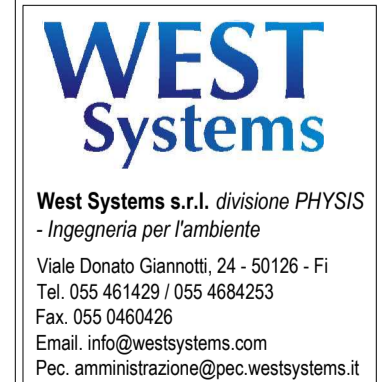 WEST
Systems
West Systems s.r.l. divisione PHYSIS
- Ingegneria per l'ambiente
Viale Donato Giannotti, 24 - 50126 - Fi
Tel. 055 461429 / 055 4684253
Fax. 055 0460426
Email. info@westsystems.com
Pec. amministrazione@pec.westsystems.it